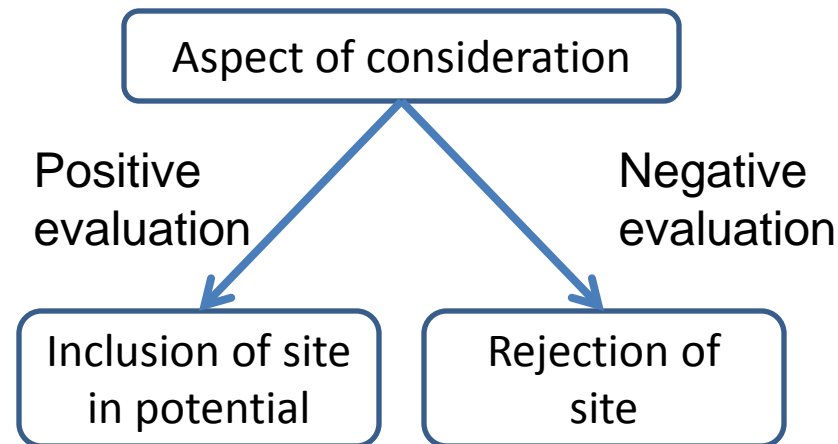 Aspect of consideration
Positive
evaluation
Negative
evaluation
Inclusion of site
in potential
Rejection of
site